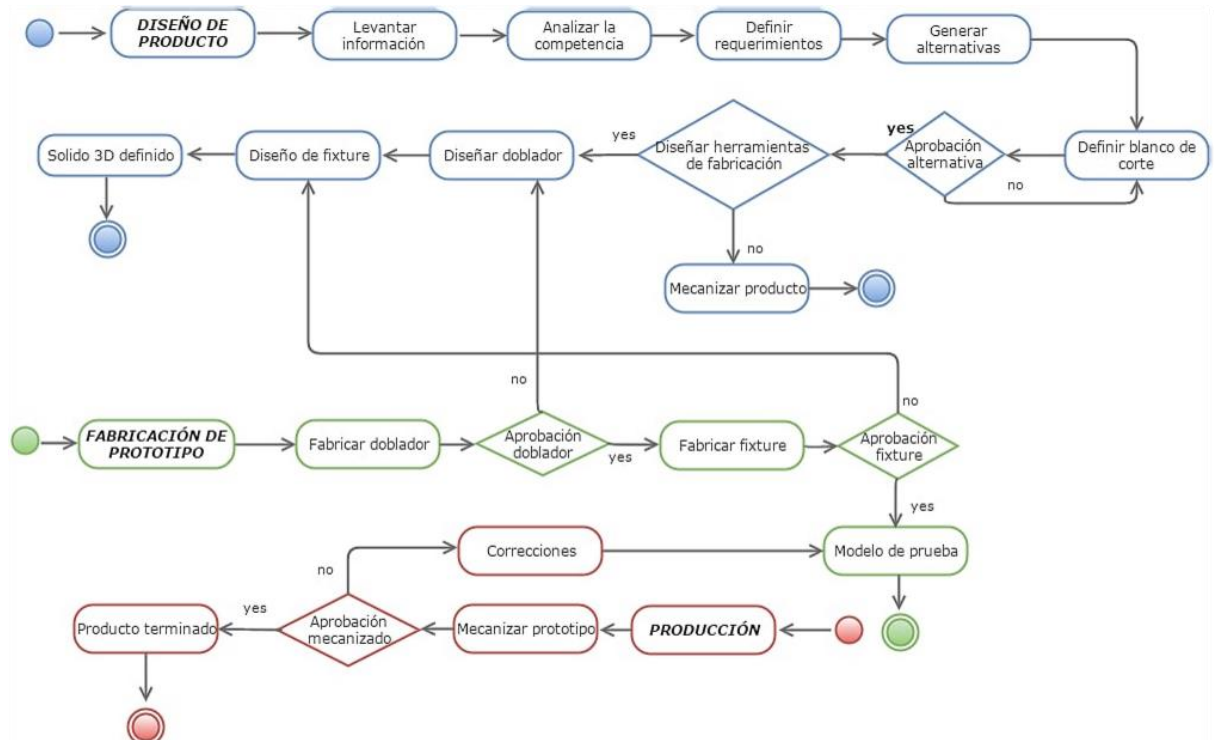 DISEÑO DE
PRODUCTO
Levantar
información
Analizar la
competencia
Definir
requerimientos
Generar
alternativas
Solido 3D definido
Diseño de fixture
Diseñar doblador
yes
Diseñar herramientas
de fabricación
yes
Aprobación
alternativa
no
Definir blanco de
corte
no
Mecanizar producto
no
no
FABRICACIÓN DE
PROTOTIPO
Fabricar doblador
Aprobación
doblador
yes
Fabricar fixture
Aprobación
fixture
yes
Correcciones
Modelo de prueba
no
Producto terminado
yes
Aprobación
mecanizado
Mecanizar prototipo
PRODUCCIÓN